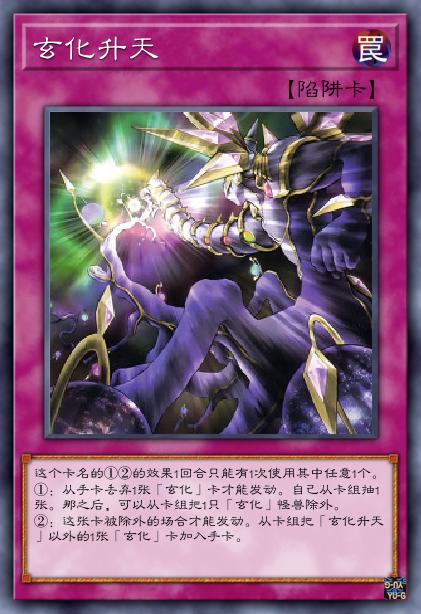 玄化升天
罠
【陷阱卡】
这个卡名的①②的效果1回合只能有1次使用其中任意1个。
①：从手卡丢弃1张「玄化」卡才能发动。自己从卡组抽1
张。那之后，可以从卡组把1只「玄化」怪兽除外。
②：这张卡被除外的场合才能发动。从卡组把「玄化升天
」以外的1张「玄化」卡加入手卡。
YU-G